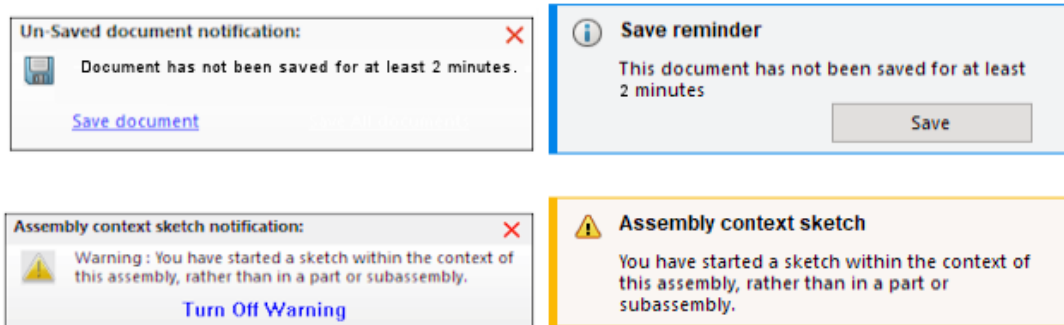 Un-Saved document notification:
Document has not been saved for at least 2 minutes.
Save document
Save reminder
This document has not been saved for at least
2 minutes
Save
Assembly context sketch notification:
Warning : You have started a sketch within the context of
this assembly, rather than in a part or subassembly.
Turn Off Warning
Assembly context sketch
You have started a sketch within the context of
this assembly, rather than in a part or
subassembly.